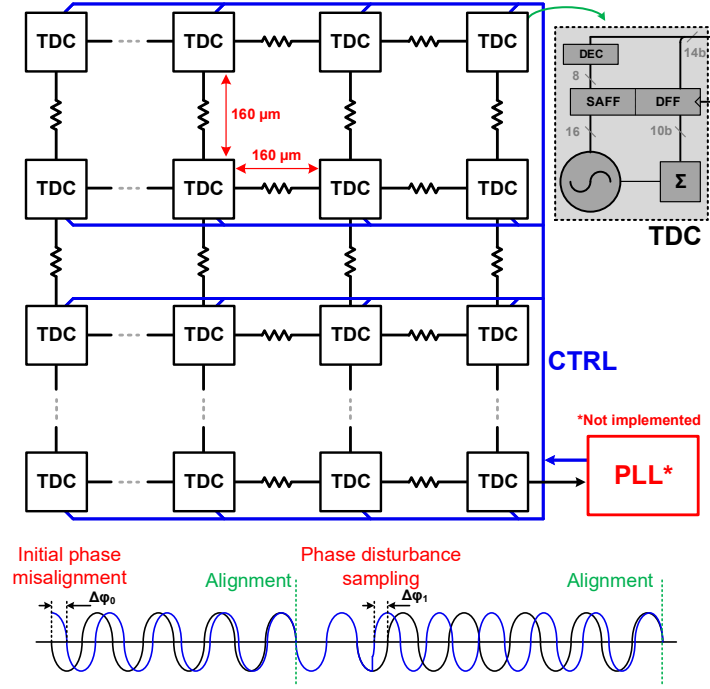 TDC TDC TDC TDC
DEC
14b
8
SAFF DFF
16
10b
Σ
TDC
160 µm
160 µm
TDC TDC TDC TDC
TDC TDC TDC TDC
CTRL
*Not implemented
PLL*
TDC TDC TDC TDC
Initial phase
misalignment
Δφ0
Alignment
Phase disturbance
sampling
Δφ1
Alignment